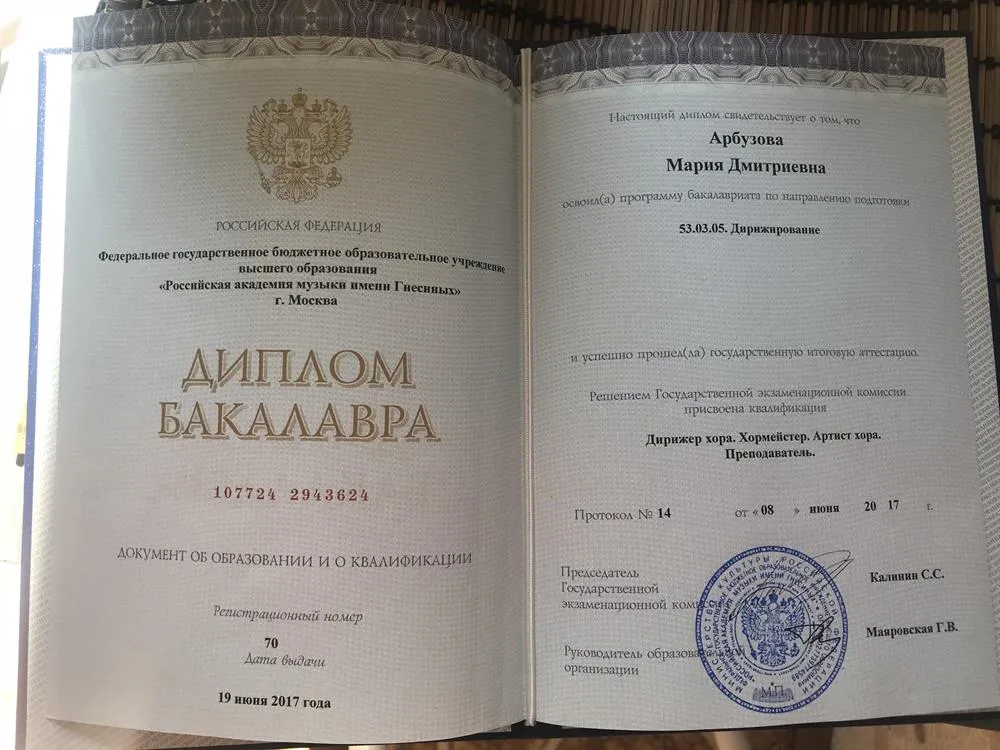 РОССИЙСКАЯ ФЕДЕРАЦИЯ
Федеральное государственное бюджетное образовательное учреждение
высшего образования
«Российская академия музыки имени Гнесиных»
г. Москва
ДИПЛОМ
БАКАЛАВРА
107724 2943624
ДОКУМЕНТ ОБ ОБРАЗОВАНИИ И О КВАЛИФИКАЦИИ
Регистрационный номер
70
Дата выдачи
19 июня 2017 года
Настоящий диплом свидетельствует о том, что
Арбузова
Мария Дмитриевна
освоил(а) программу бакалавриата по направлению подготовки
53.03.05. Дирижирование
и успешно прошел(ла) государственную итоговую аттестацию.
Решением Государственной экзаменационной комиссии
присвоена квалификация
Дирижер хора. Хормейстер. Артист хора.
Преподаватель.
Протокол № 14 от «08 » июня 20 17 г.
Председатель
Государственной
экзаменационной
Калинин С.С.
Руководитель
организации
Маяровская Г.В.
М.П.